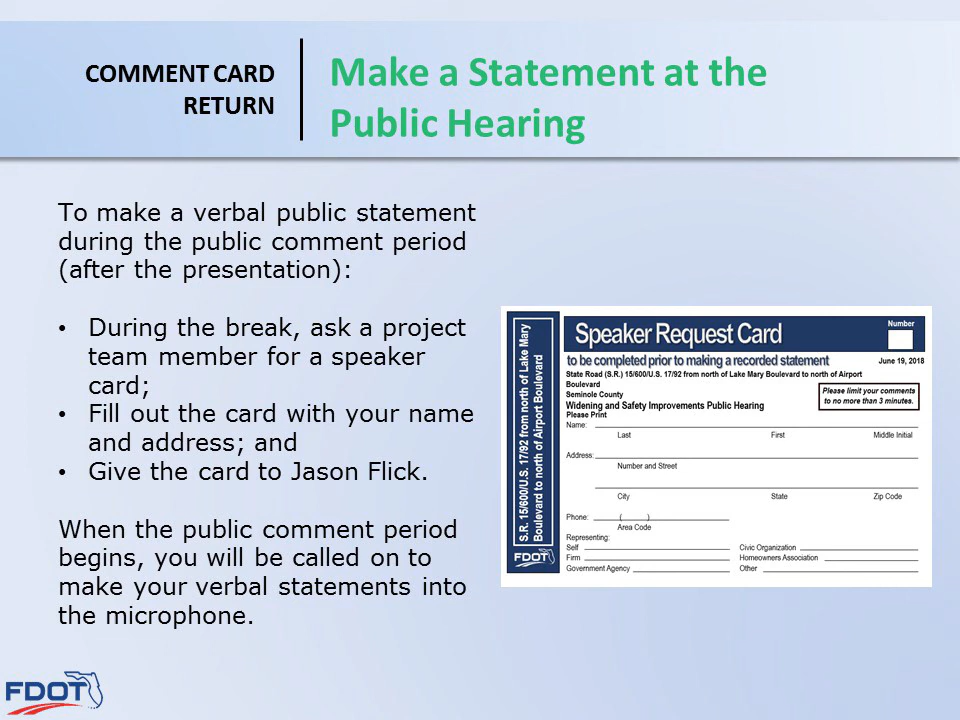 COMMENT CARD
RETURN
Make a Statement at the
Public Hearing
To make a verbal public statement
during the public comment period
(after the presentation):
• During the break, ask a project
team member for a speaker
card;
• Fill out the card with your name
and address; and
• Give the card to Jason Flick.
When the public comment period
begins, you will be called on to
make your verbal statements into
the microphone.
S.R. 15/600/U.S. 17/92 from north of Lake Mary
Boulevard to north of Airport Boulevard
FDOT
Speaker Request Card
Number
to be completed prior to making a recorded statement
June 19, 2018
State Road (S.R.) 15/600/U.S. 17/92 from north of Lake Mary Boulevard to north of Airport
Boulevard
Seminole County
Widening and Safety Improvements Public Hearing
Please limit your comments
to no more than 3 minutes.
Please Print
Name:
Last First Middle Initial
Address:
Number and Street
City State Zip Code
Phone: ( )
Area Code
Representing:
Self Civic Organization
Firm Homeowners Association
Government Agency Other
FDOT